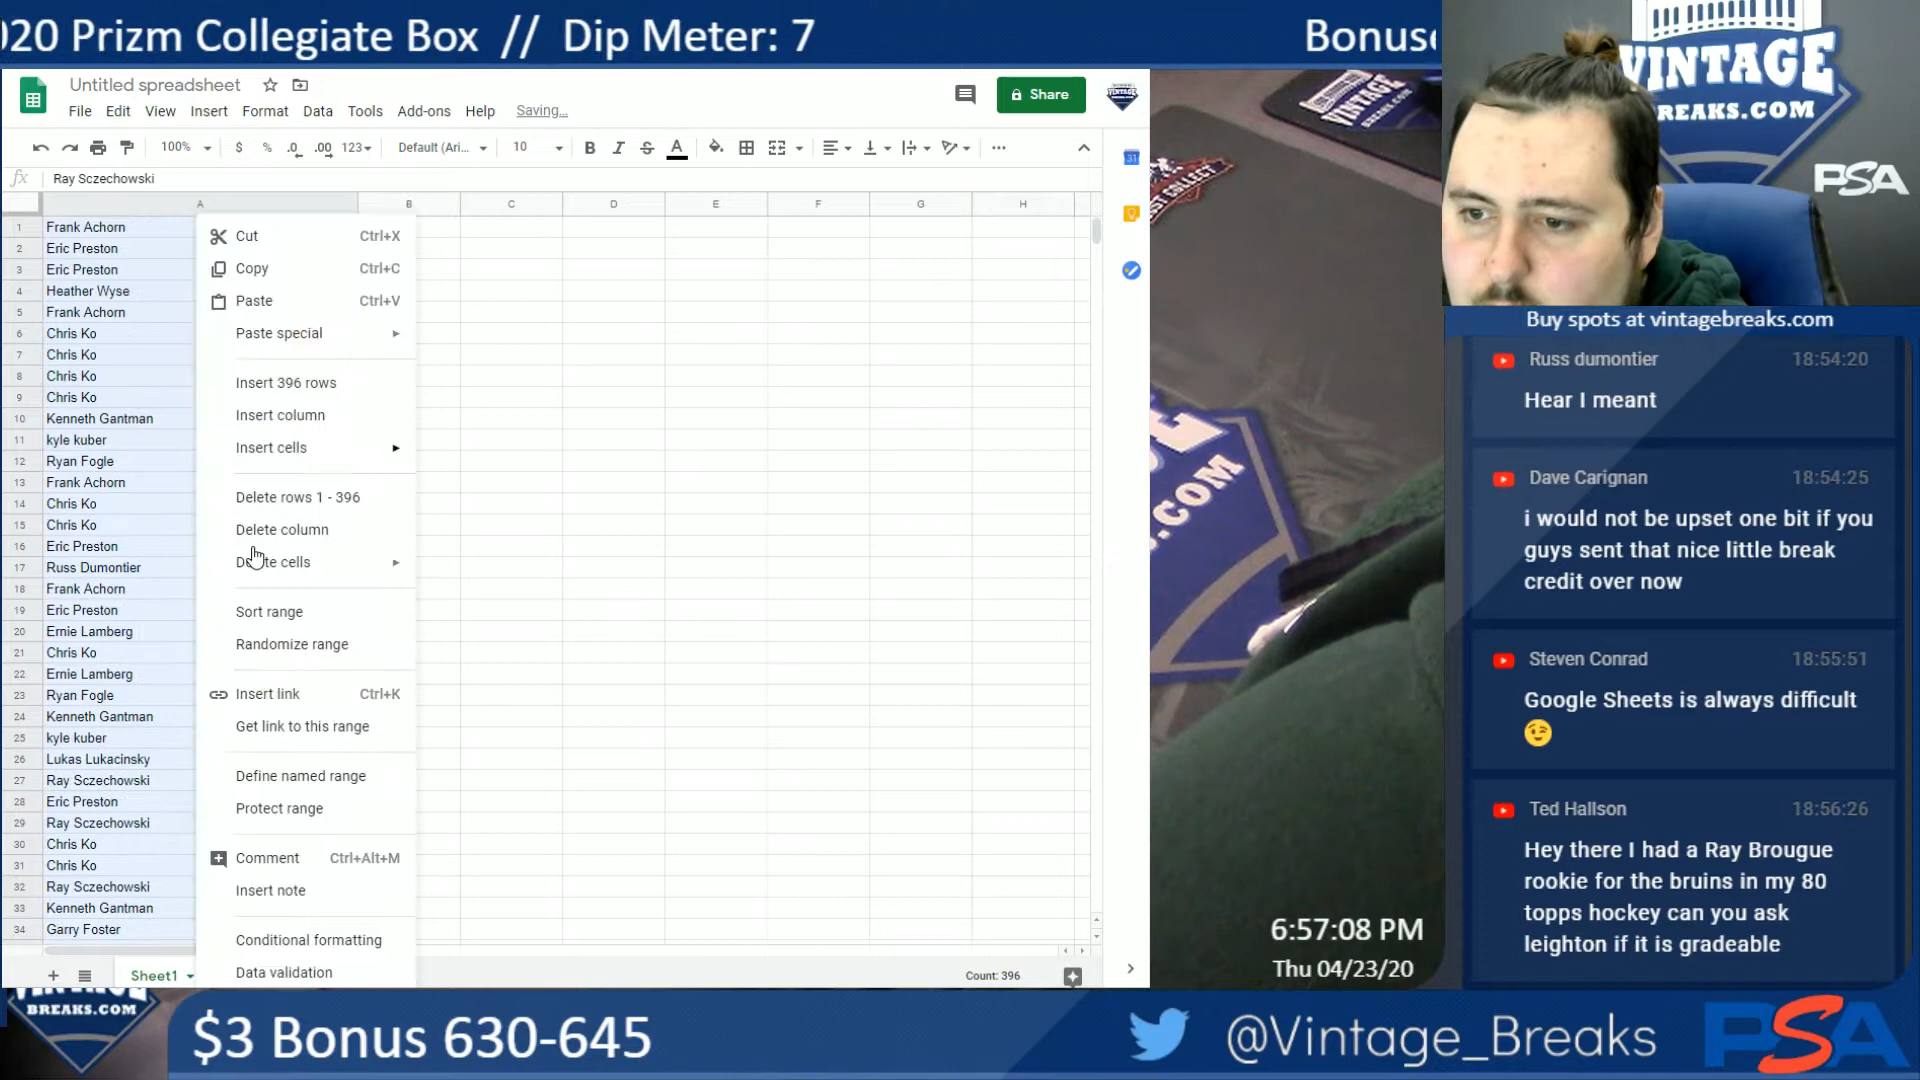 020 Prizm Collegiate Box // Dip Meter: 7
Bonus
Untitled spreadsheet
Share
File Edit View Insert Format Data Tools Add-ons Help Saving...
100% $ % .0 .00 123 Default (Ari... 10 B I S A
fx Ray Sczechowski
A B C D E F G H
1 Frank Achorn
2 Eric Preston
3 Eric Preston
4 Heather Wyse
5 Frank Achorn
6 Chris Ko
7 Chris Ko
8 Chris Ko
9 Chris Ko
10 Kenneth Gantman
11 kyle kuber
12 Ryan Fogle
13 Frank Achorn
14 Chris Ko
15 Chris Ko
16 Eric Preston
17 Russ Dumontier
18 Frank Achorn
19 Eric Preston
20 Ernie Lamberg
21 Chris Ko
22 Ernie Lamberg
23 Ryan Fogle
24 Kenneth Gantman
25 kyle kuber
26 Lukas Lukacinsky
27 Ray Sczechowski
28 Eric Preston
29 Ray Sczechowski
30 Chris Ko
31 Chris Ko
32 Ray Sczechowski
33 Kenneth Gantman
34 Garry Foster
Cut Ctrl+X
Copy Ctrl+C
Paste Ctrl+V
Paste special
Insert 396 rows
Insert column
Insert cells
Delete rows 1 - 396
Delete column
Delete cells
Sort range
Randomize range
Insert link Ctrl+K
Get link to this range
Define named range
Protect range
Comment Ctrl+Alt+M
Insert note
Conditional formatting
Data validation
Sheet1
Count: 396
31
.COM
6:57:08 PM
Thu 04/23/20
VINTAGE
BREAKS.COM
PSA
Buy spots at vintagebreaks.com
Russ dumontier 18:54:20
Hear I meant
Dave Carignan 18:54:25
i would not be upset one bit if you
guys sent that nice little break
credit over now
Steven Conrad 18:55:51
Google Sheets is always difficult
Ted Hallson 18:56:26
Hey there I had a Ray Brougue
rookie for the bruins in my 80
topps hockey can you ask
leighton if it is gradeable
VINTAGE
BREAKS.COM
$3 Bonus 630-645
@Vintage_Breaks
PSA